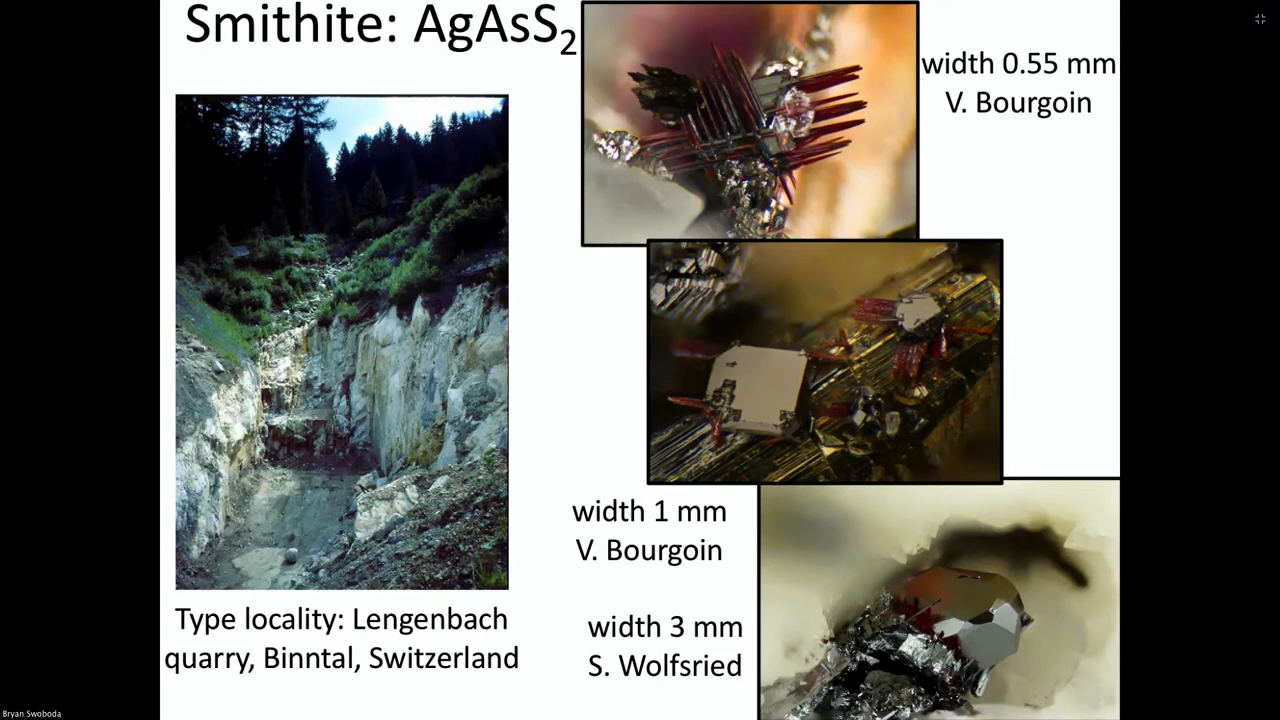 Smithite: AgAsS₂
width 0.55 mm
V. Bourgoin
width 1 mm
V. Bourgoin
width 3 mm
S. Wolfsried
Type locality: Lengenbach
quarry, Binntal, Switzerland
Bryan Swoboda